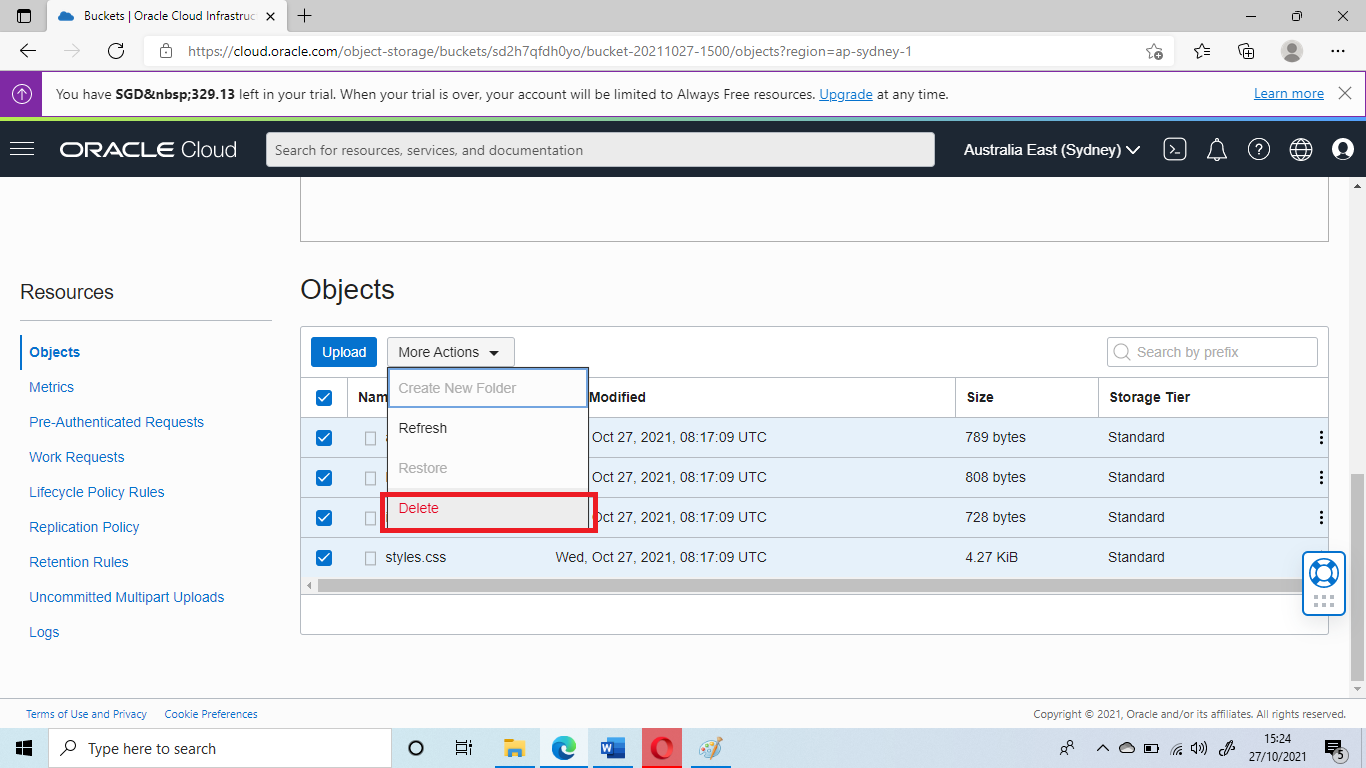 Buckets | Oracle Cloud Infrastruc
https://cloud.oracle.com/object-storage/buckets/sd2h7qfdh0yo/bucket-20211027-1500/objects?region=ap-sydney-1
You have SGD&nbsp;329.13 left in your trial. When your trial is over, your account will be limited to Always Free resources. Upgrade at any time.
Learn more
ORACLE Cloud
Search for resources, services, and documentation
Australia East (Sydney)
Resources
Objects
Metrics
Pre-Authenticated Requests
Work Requests
Lifecycle Policy Rules
Replication Policy
Retention Rules
Uncommitted Multipart Uploads
Logs
Objects
Upload
More Actions
Search by prefix
Create New Folder
Refresh
Restore
Delete
Nam Modified Size Storage Tier
Oct 27, 2021, 08:17:09 UTC 789 bytes Standard
Oct 27, 2021, 08:17:09 UTC 808 bytes Standard
Oct 27, 2021, 08:17:09 UTC 728 bytes Standard
styles.css Wed, Oct 27, 2021, 08:17:09 UTC 4.27 KiB Standard
Terms of Use and Privacy Cookie Preferences
Copyright © 2021, Oracle and/or its affiliates. All rights reserved.
Type here to search
15:24
27/10/2021
5